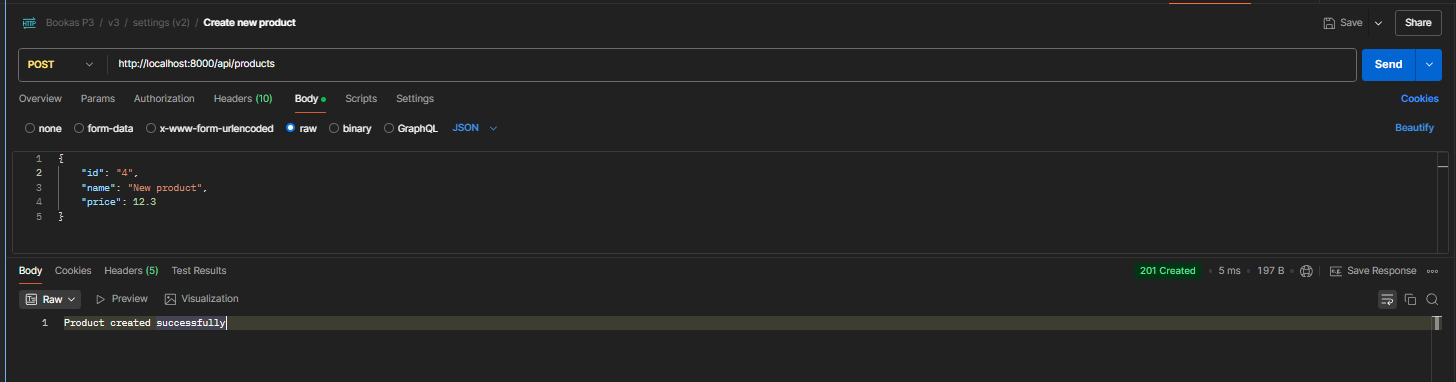 HTTP Bookas P3 / v3 / settings (v2) / Create new product Save Share
POST http://localhost:8000/api/products Send
Overview Params Authorization Headers (10) Body Scripts Settings Cookies
none form-data x-www-form-urlencoded raw binary GraphQL JSON Beautify
1 {
2 "id": "4",
3 "name": "New product",
4 "price": 12.3
5 }
Body Cookies Headers (5) Test Results 201 Created • 5 ms • 197 B • e.g. Save Response
Raw Preview Visualization
1 Product created successfully